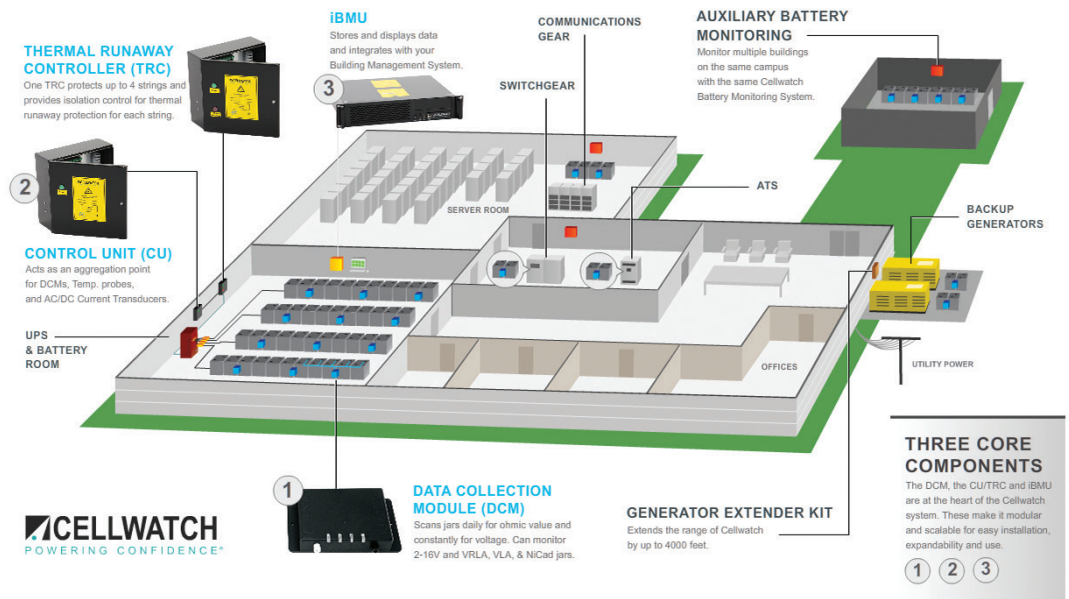 THERMAL RUNAWAY
CONTROLLER (TRC)
One TRC protects up to 4 strings and
provides isolation control for thermal
runaway protection for each string.
iBMU
Stores and displays data
and integrates with your
Building Management System.
3
COMMUNICATIONS
GEAR
SWITCHGEAR
AUXILIARY BATTERY
MONITORING
Monitor multiple buildings
on the same campus
with the same Cellwatch
Battery Monitoring System.
2
CONTROL UNIT (CU)
Acts as an aggregation point
for DCMs, Temp. probes,
and AC/DC Current Transducers.
SERVER ROOM
ATS
BACKUP
GENERATORS
UPS
& BATTERY
ROOM
OFFICES
UTILITY POWER
1
DATA COLLECTION
MODULE (DCM)
Scans jars daily for ohmic value and
constantly for voltage. Can monitor
2-16V and VRLA, VLA, & NiCad jars.
GENERATOR EXTENDER KIT
Extends the range of Cellwatch
by up to 4000 feet.
THREE CORE
COMPONENTS
The DCM, the CU/TRC and iBMU
are at the heart of the Cellwatch
system. These make it modular
and scalable for easy installation,
expandability and use.
1 2 3
CELLWATCH
POWERING CONFIDENCE®